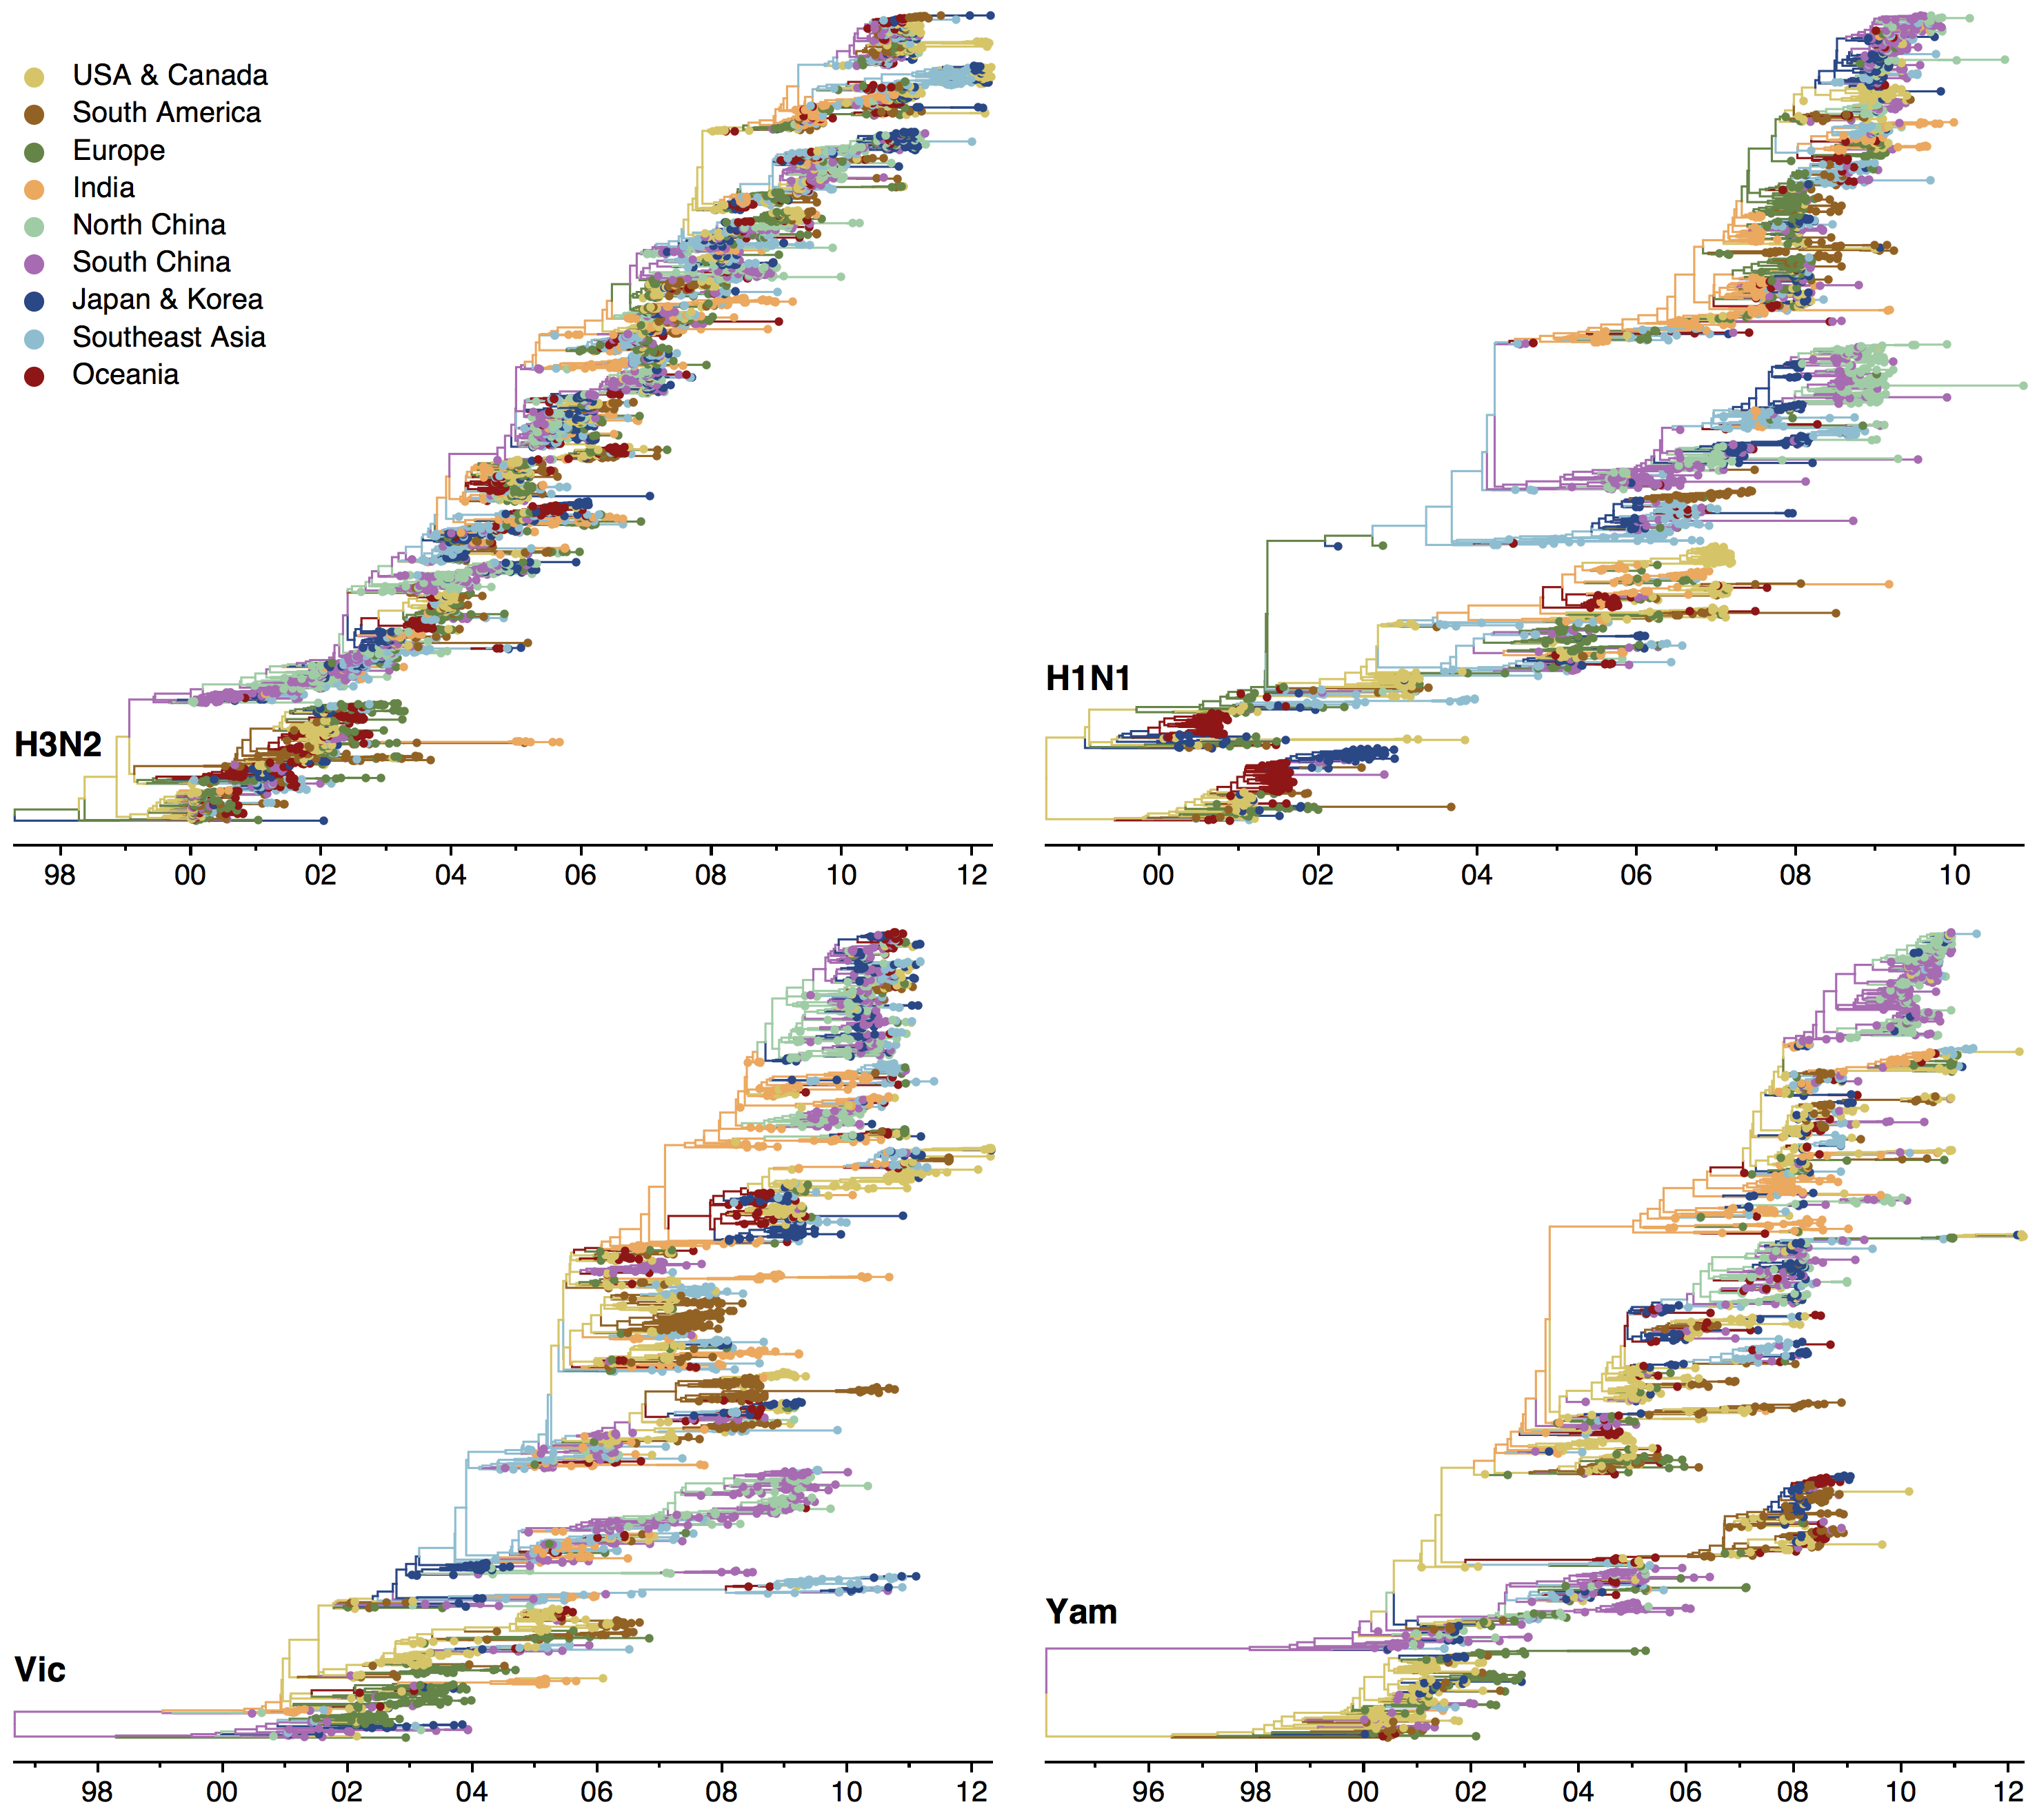 USA & Canada
South America
Europe
India
North China
South China
Japan & Korea
Southeast Asia
Oceania
H3N2
98 00 02 04 06 08 10 12
H1N1
00 02 04 06 08 10
Vic
98 00 02 04 06 08 10 12
Yam
96 98 00 02 04 06 08 10 12